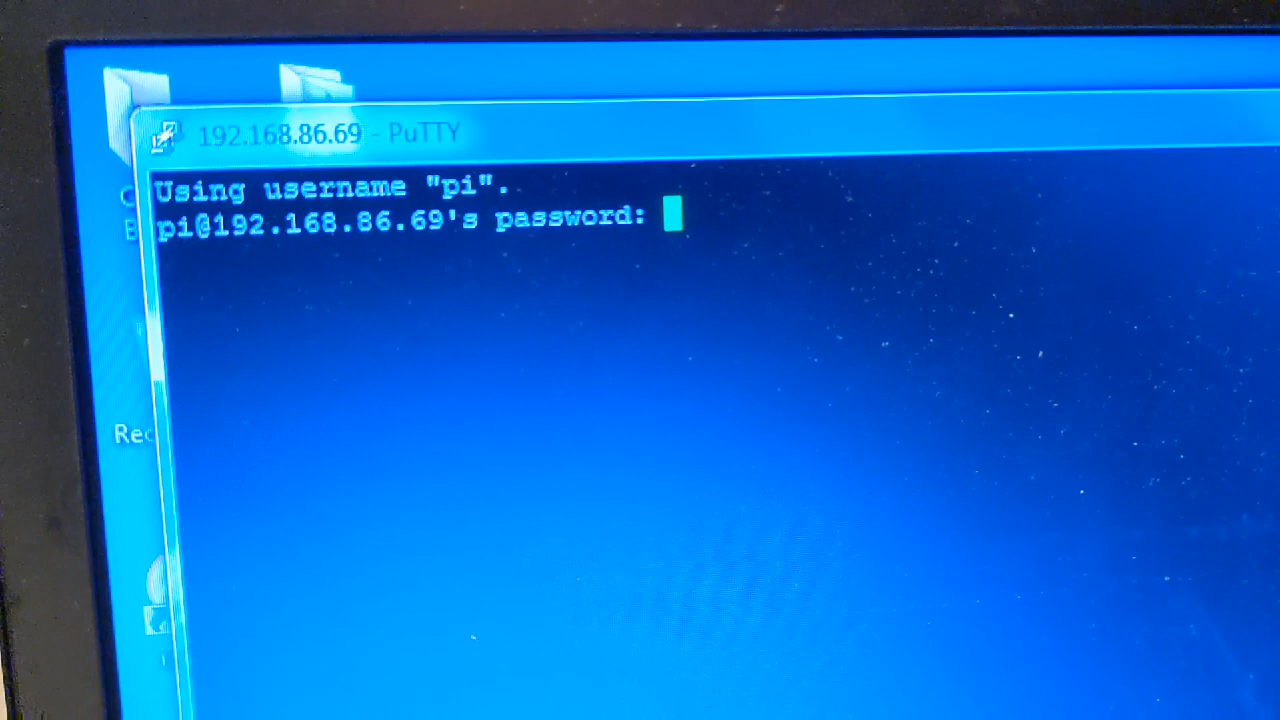 192.168.86.69 - PuTTY
Using username "pi".
pi@192.168.86.69's password: